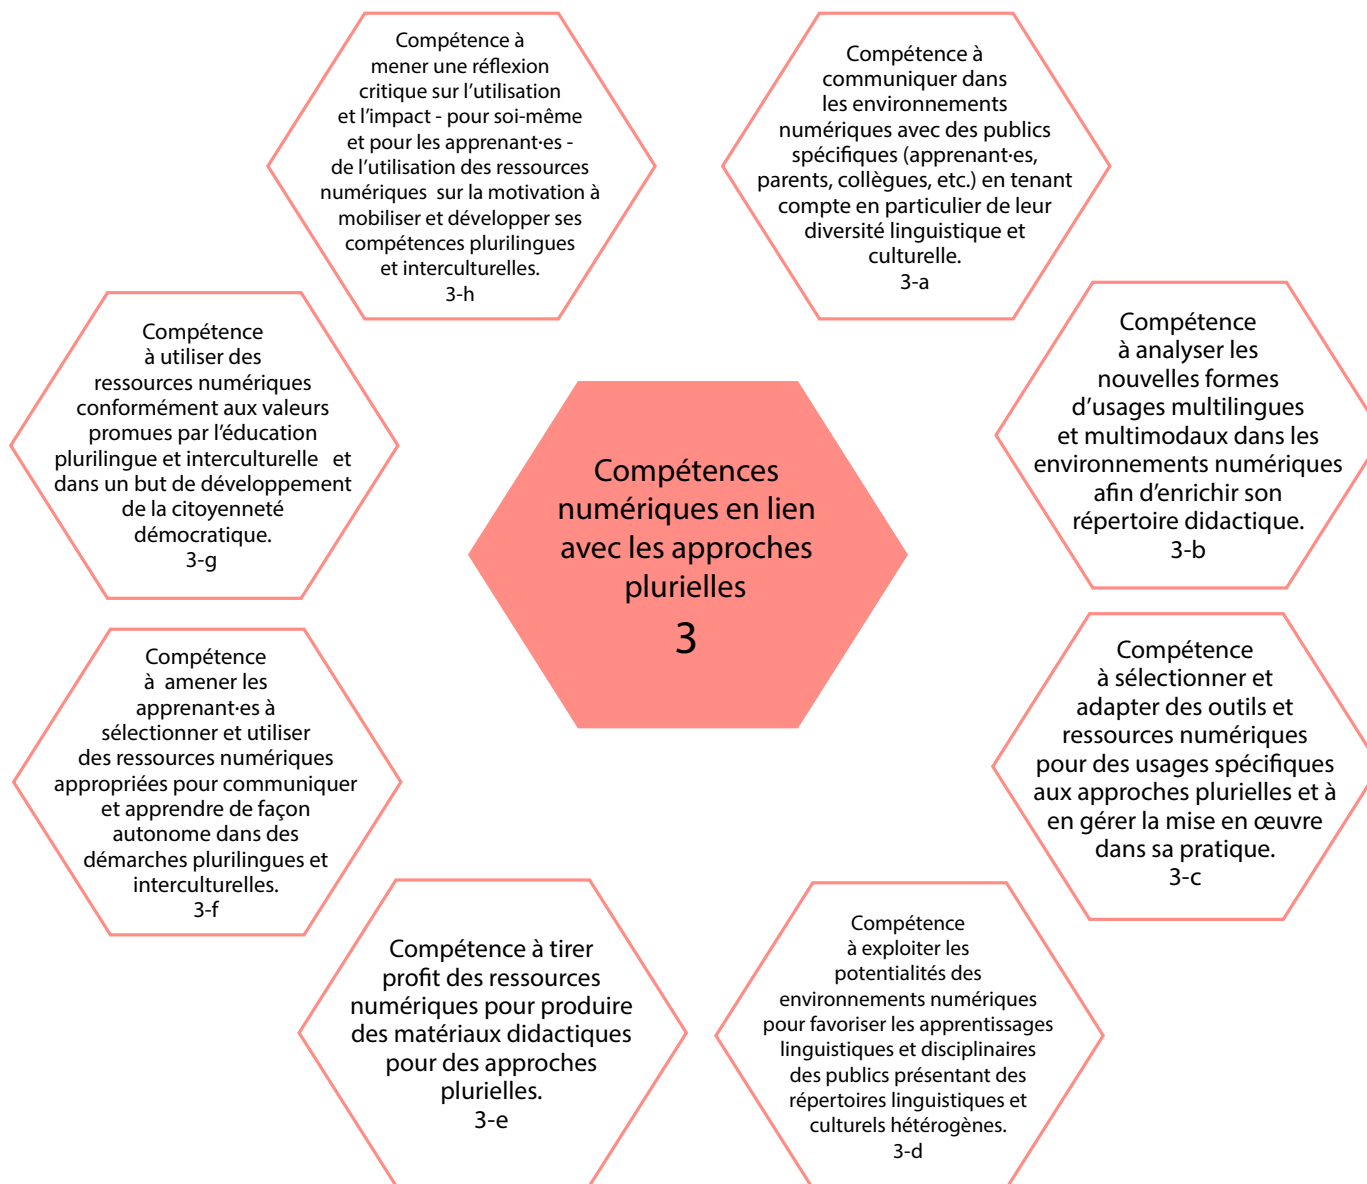 Compétence à
mener une réflexion
critique sur l'utilisation
et l'impact - pour soi-même
et pour les apprenant·es -
de l'utilisation des ressources
numériques sur la motivation à
mobiliser et développer ses
compétences plurilingues
et interculturelles.
3-h
Compétence à
communiquer dans
les environnements
numériques avec des publics
spécifiques (apprenant·es,
parents, collègues, etc.) en tenant
compte en particulier de leur
diversité linguistique et
culturelle.
3-a
Compétence
à utiliser des
ressources numériques
conformément aux valeurs
promues par l'éducation
plurilingue et interculturelle et
dans un but de développement
de la citoyenneté
démocratique.
3-g
Compétence
à analyser les
nouvelles formes
d'usages multilingues
et multimodaux dans les
environnements numériques
afin d'enrichir son
répertoire didactique.
3-b
Compétences
numériques en lien
avec les approches
plurielles
3
Compétence
à amener les
apprenant·es à
sélectionner et utiliser
des ressources numériques
appropriées pour communiquer
et apprendre de façon
autonome dans des
démarches plurilingues et
interculturelles.
3-f
Compétence
à sélectionner et
adapter des outils et
ressources numériques
pour des usages spécifiques
aux approches plurielles et à
en gérer la mise en œuvre
dans sa pratique.
3-c
Compétence à tirer
profit des ressources
numériques pour produire
des matériaux didactiques
pour des approches
plurielles.
3-e
Compétence
à exploiter les
potentialités des
environnements numériques
pour favoriser les apprentissages
linguistiques et disciplinaires
des publics présentant des
répertoires linguistiques et
culturels hétérogènes.
3-d